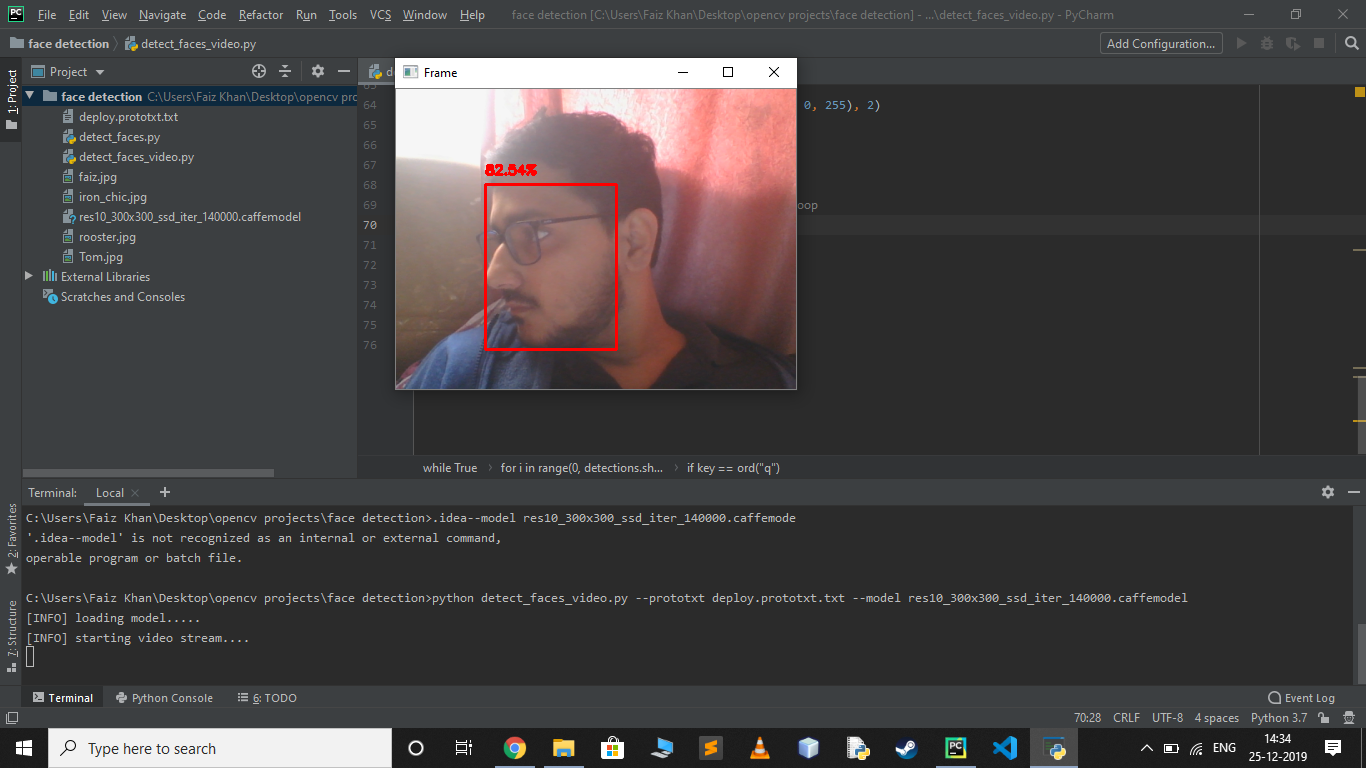 PC File Edit View Navigate Code Refactor Run Tools VCS Window Help face detection [C:\Users\Faiz Khan\Desktop\opencv projects\face detection] - ...\detect_faces_video.py - PyCharm
face detection detect_faces_video.py Add Configuration...
1: Project
Project
Frame
face detection C:\Users\Faiz Khan\Desktop\opencv pro
deploy.prototxt.txt
detect_faces.py
detect_faces_video.py
faiz.jpg
iron_chic.jpg
res10_300x300_ssd_iter_140000.caffemodel
rooster.jpg
Tom.jpg
External Libraries
Scratches and Consoles
82.54%
63
64 0, 255), 2)
65
66
67
68
69 oop
70
71
72
73
74
75
76
while True for i in range(0, detections.sh... if key == ord("q")
Terminal: Local +
C:\Users\Faiz Khan\Desktop\opencv projects\face detection>.idea--model res10_300x300_ssd_iter_140000.caffemode
'.idea--model' is not recognized as an internal or external command,
operable program or batch file.
C:\Users\Faiz Khan\Desktop\opencv projects\face detection>python detect_faces_video.py --prototxt deploy.prototxt.txt --model res10_300x300_ssd_iter_140000.caffemodel
[INFO] loading model.....
[INFO] starting video stream....
2: Favorites
7: Structure
Terminal Python Console 6: TODO Event Log
70:28 CRLF UTF-8 4 spaces Python 3.7
Type here to search
PC
ENG
14:34
25-12-2019